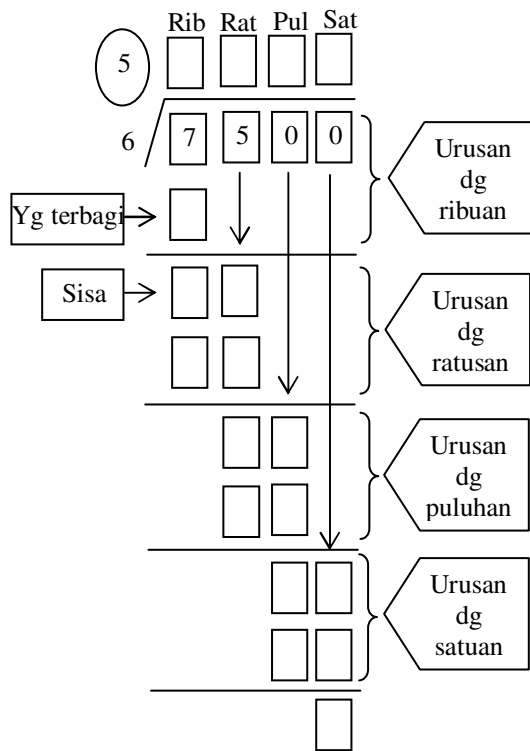 Rib Rat Pul Sat
5
6 7 5 0 0
Urusan
dg
ribuan
Yg terbagi
Sisa
Urusan
dg
ratusan
Urusan
dg
puluhan
Urusan
dg
satuan